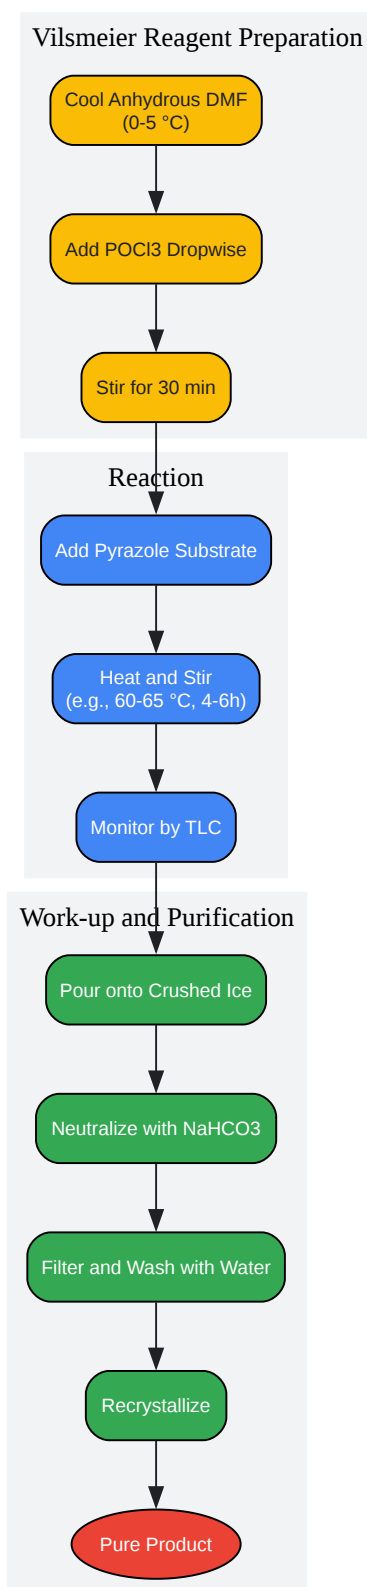 Vilsmeier Reagent Preparation
Cool Anhydrous DMF
(0-5 °C)
Add POCl3 Dropwise
Stir for 30 min
Reaction
Add Pyrazole Substrate
Heat and Stir
(e.g., 60-65 °C, 4-6h)
Monitor by TLC
Work-up and Purification
Pour onto Crushed Ice
Neutralize with NaHCO3
Filter and Wash with Water
Recrystallize
Pure Product